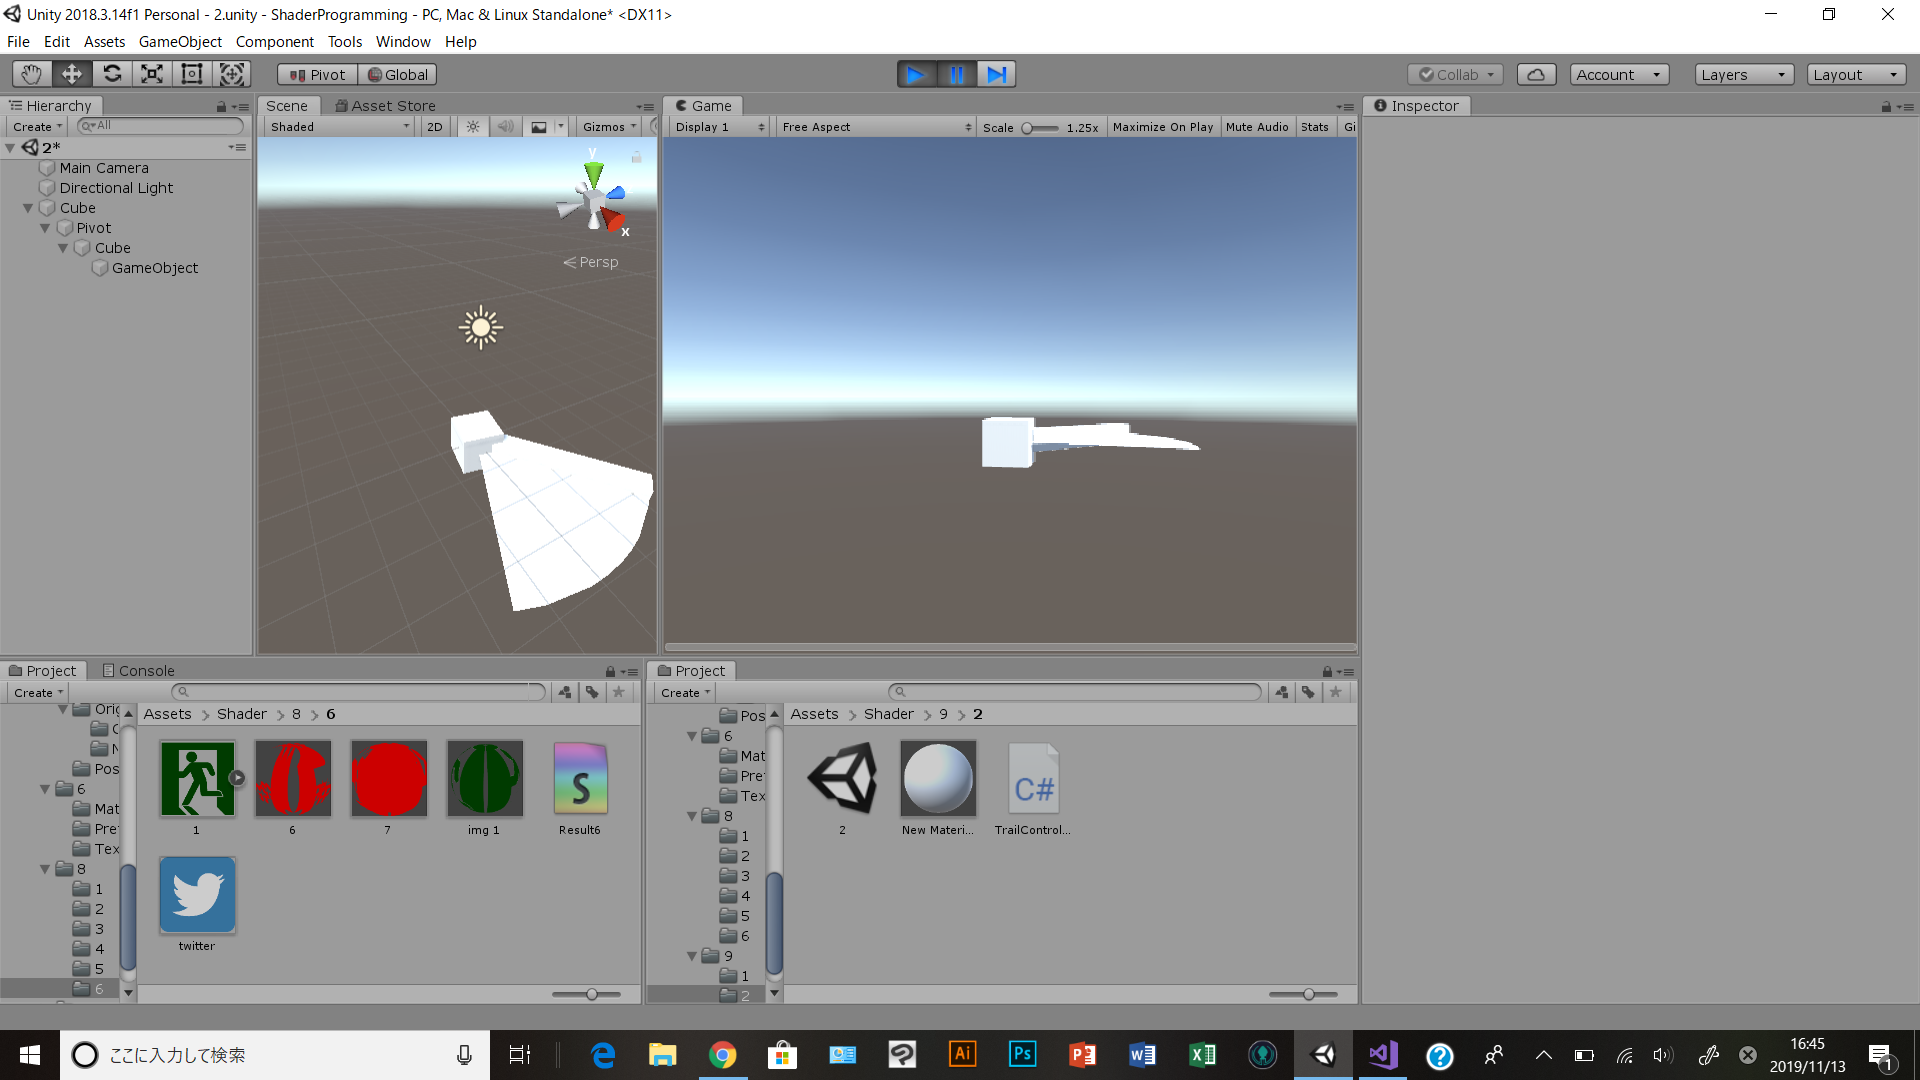 Unity 2018.3.14f1 Personal - 2.unity - ShaderProgramming - PC, Mac & Linux Standalone* <DX11>
File Edit Assets GameObject Component Tools Window Help
Pivot Global Collab Account Layers Layout
Hierarchy Scene Asset Store Game Inspector
Create All Shaded 2D Gizmos Display 1 Free Aspect Scale 1.25x Maximize On Play Mute Audio Stats Gi
2*
Main Camera
Directional Light
Cube
Pivot
Cube
GameObject
y
x
Persp
Project Console
Create
Orig
C
N
Pos
6
Mat
Pre
Tex
8
1
2
3
4
5
6
Assets Shader 8 6
1
6
7
img 1
S
Result6
twitter
Project
Create
Pos
6
Mat
Pre
Tex
8
1
2
3
4
5
6
9
1
2
Assets Shader 9 2
2
New Materi...
C#
TrailControl...
ここに入力して検索
Ai
Ps
16:45
2019/11/13
1